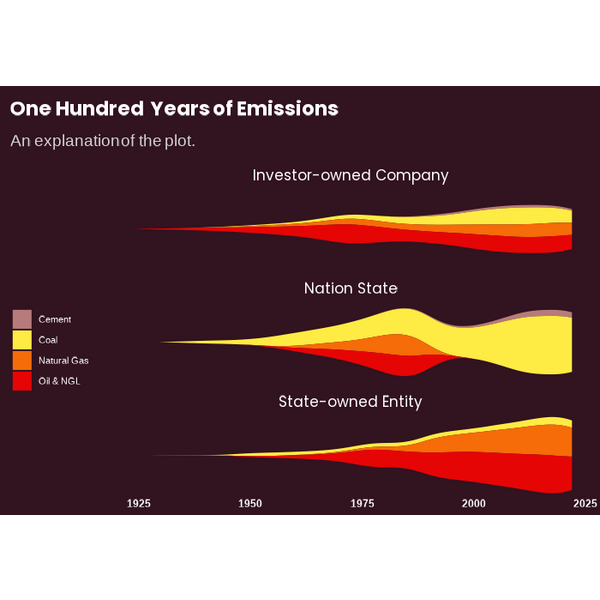 One Hundred Years of Emissions
An explanation of the plot.
Investor-owned Company
Nation State
Cement
Coal
Natural Gas
Oil & NGL
State-owned Entity
1925 1950 1975 2000 2025